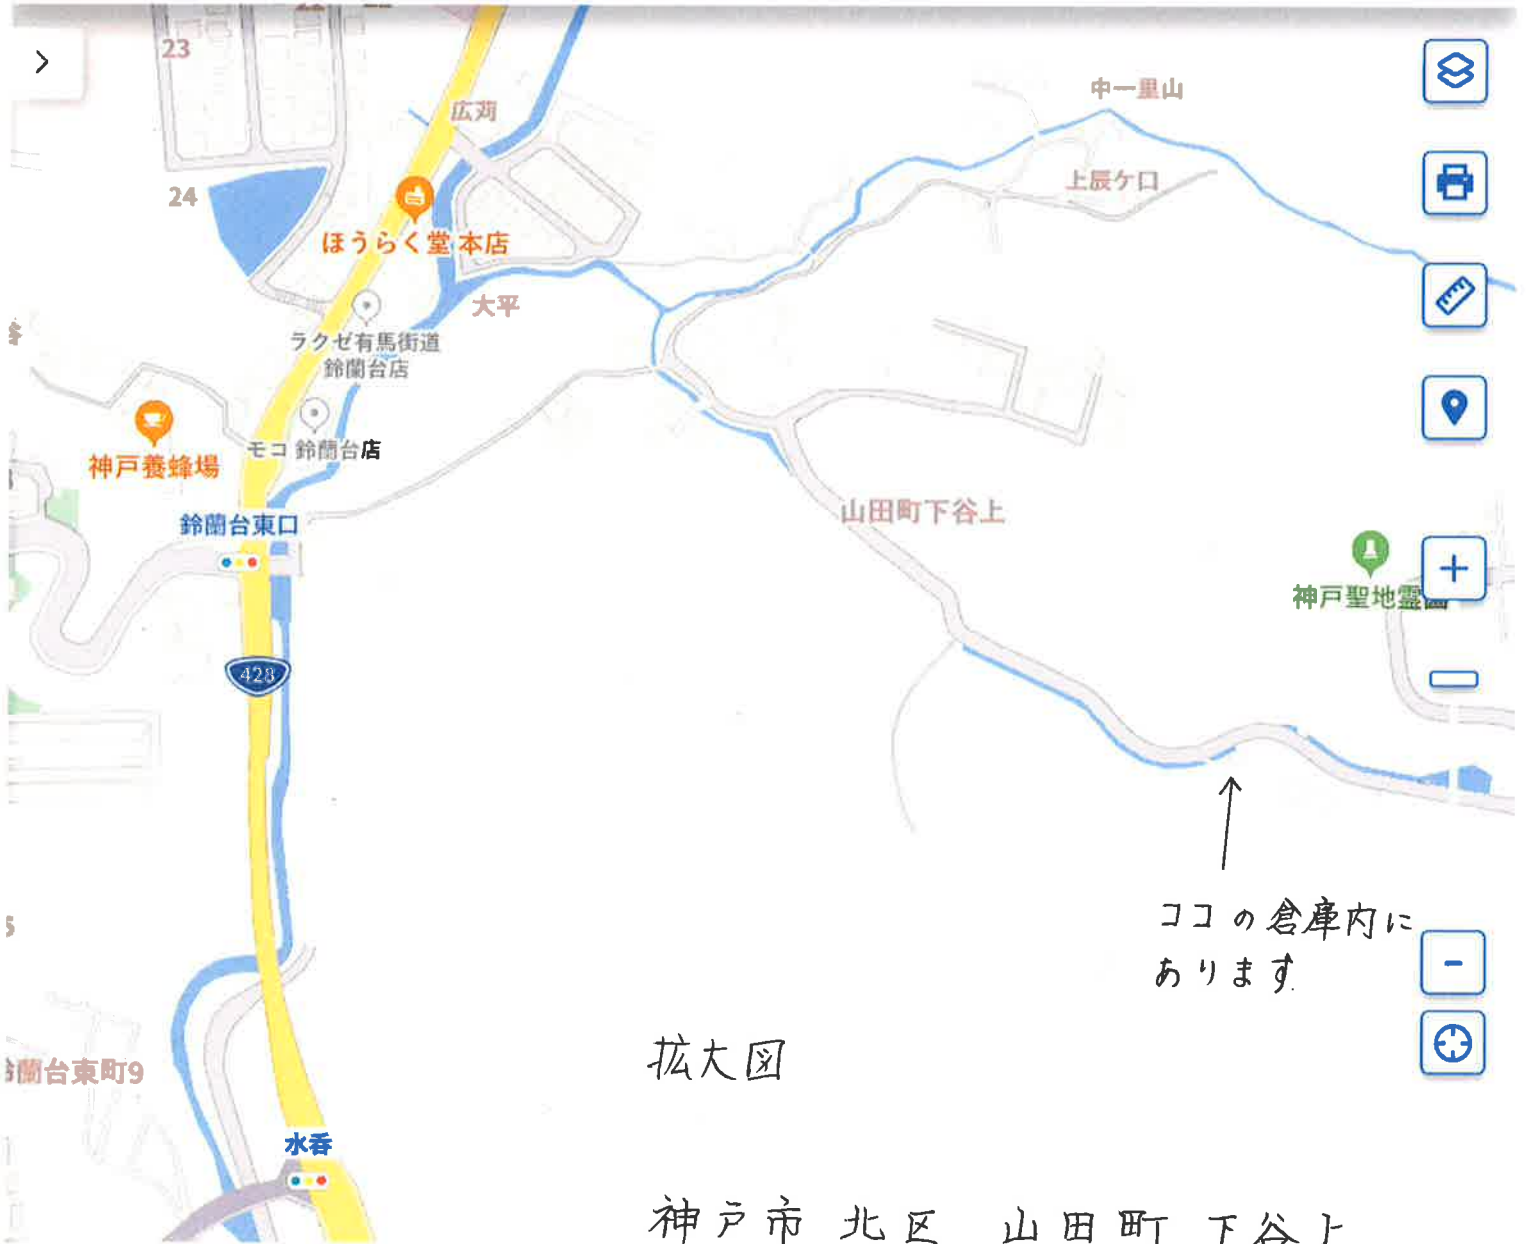 23
中一里山
広苅
上辰ケ口
24
ほうらく堂 本店
大平
ラクゼ有馬街道
鈴蘭台店
モコ 鈴蘭台店
神戸養蜂場
山田町下谷上
鈴蘭台東口
神戸聖地霊園
428
ココの倉庫内に
あります.
拡大図
鈴蘭台東町9
水呑
神戸市 北区 山田町 下谷上